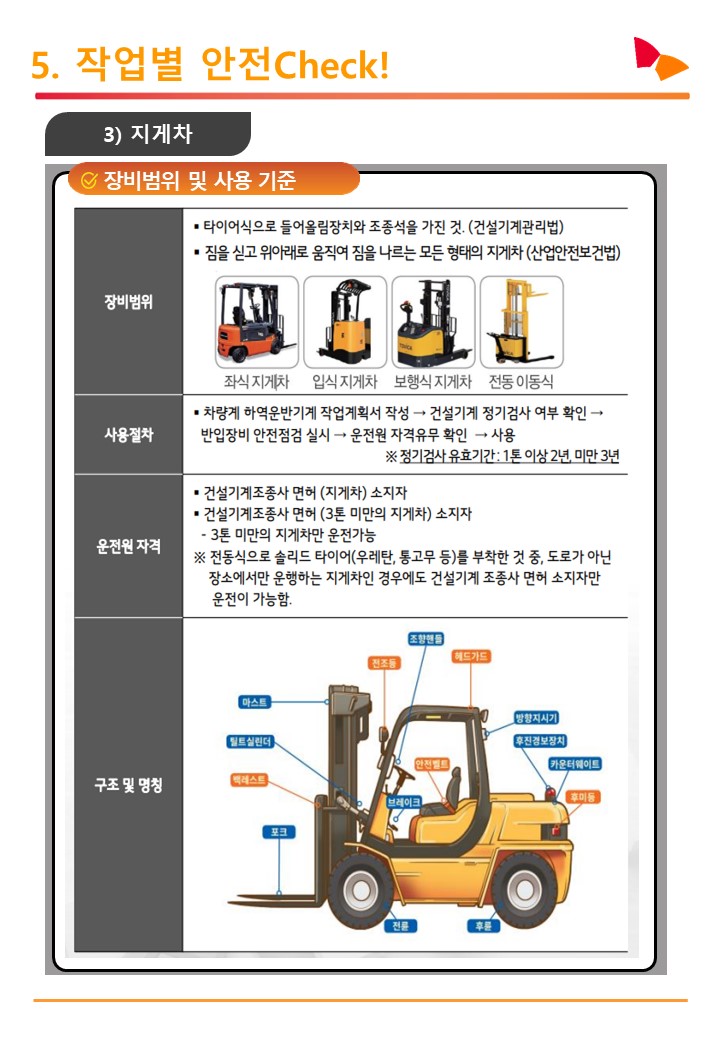 5. 작업별 안전Check!
3) 지게차
장비범위 및 사용 기준
장비범위
▪ 타이어식으로 들어올림장치와 조종석을 가진 것. (건설기계관리법)
▪ 짐을 싣고 위아래로 움직여 짐을 나르는 모든 형태의 지게차 (산업안전보건법)
좌식 지게차 입식 지게차 보행식 지게차 전동 이동식
사용절차
▪ 차량계 하역운반기계 작업계획서 작성 → 건설기계 정기검사 여부 확인 →
반입장비 안전점검 실시 → 운전원 자격유무 확인 → 사용
※ 정기검사 유효기간 : 1톤 이상 2년, 미만 3년
운전원 자격
▪ 건설기계조종사 면허 (지게차) 소지자
▪ 건설기계조종사 면허 (3톤 미만의 지게차) 소지자
- 3톤 미만의 지게차만 운전가능
※ 전동식으로 솔리드 타이어(우레탄, 통고무 등)를 부착한 것 중, 도로가 아닌
장소에서만 운행하는 지게차인 경우에도 건설기계 조종사 면허 소지자만
운전이 가능함.
구조 및 명칭
조향핸들
전조등
헤드가드
마스트
방향지시기
틸트실린더
후진경보장치
안전벨트
카운터웨이트
백레스트
브레이크
후미등
포크
전륜
후륜